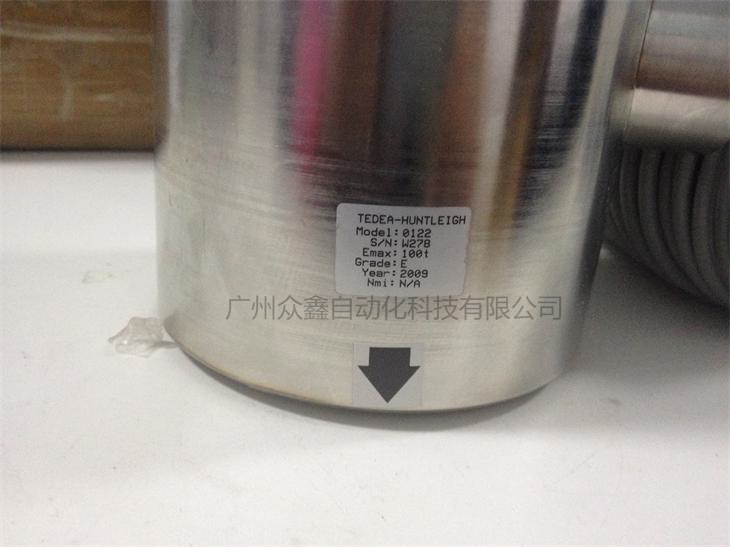 TEDEA-HUNTLEIGH
Model: 0122
S/N: W278
Emax: 100t
Grade: E
Year: 2009
Nmi: N/A
广州众鑫自动化科技有限公司